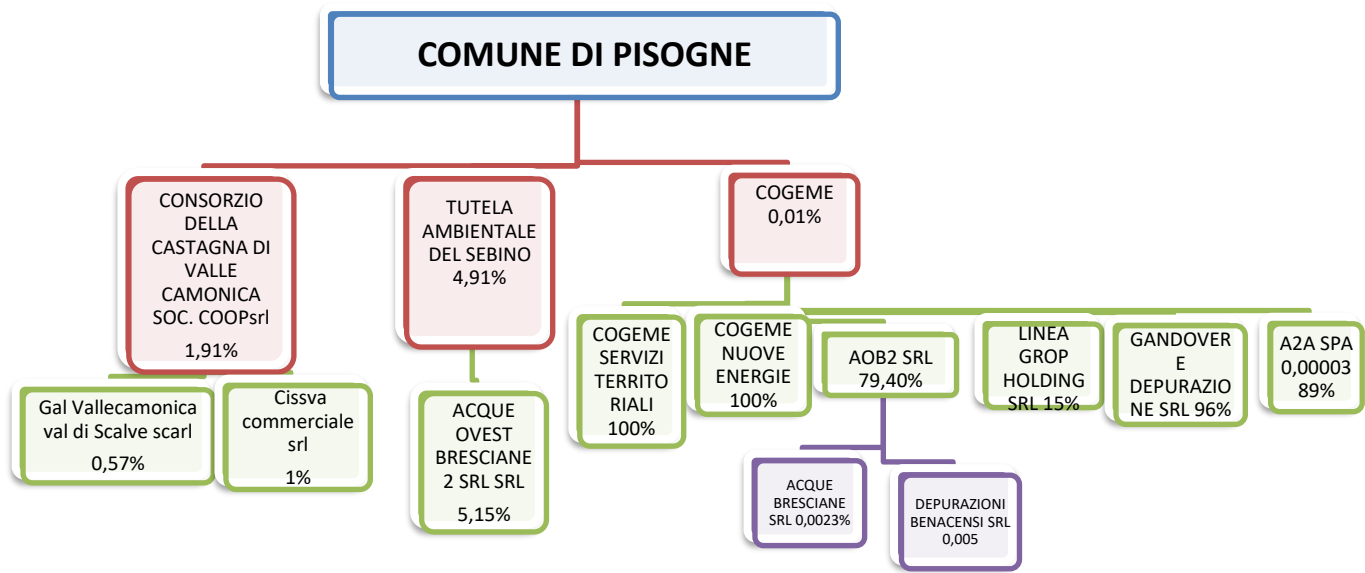 COMUNE DI PISOGNE
CONSORZIO
DELLA
CASTAGNA DI
VALLE
CAMONICA
SOC. COOPsrl
1,91%
TUTELA
AMBIENTALE
DEL SEBINO
4,91%
COGEME
0,01%
Gal Vallecamonica
val di Scalve scarl
0,57%
Cissva
commerciale
srl
1%
ACQUE
OVEST
BRESCIANE
2 SRL SRL
5,15%
COGEME
SERVIZI
TERRITO
RIALI
100%
COGEME
NUOVE
ENERGIE
100%
AOB2 SRL
79,40%
LINEA
GROP
HOLDING
SRL 15%
GANDOVER
E
DEPURAZIO
NE SRL 96%
A2A SPA
0,00003
89%
ACQUE
BRESCIANE
SRL 0,0023%
DEPURAZIONI
BENACENSI SRL
0,005